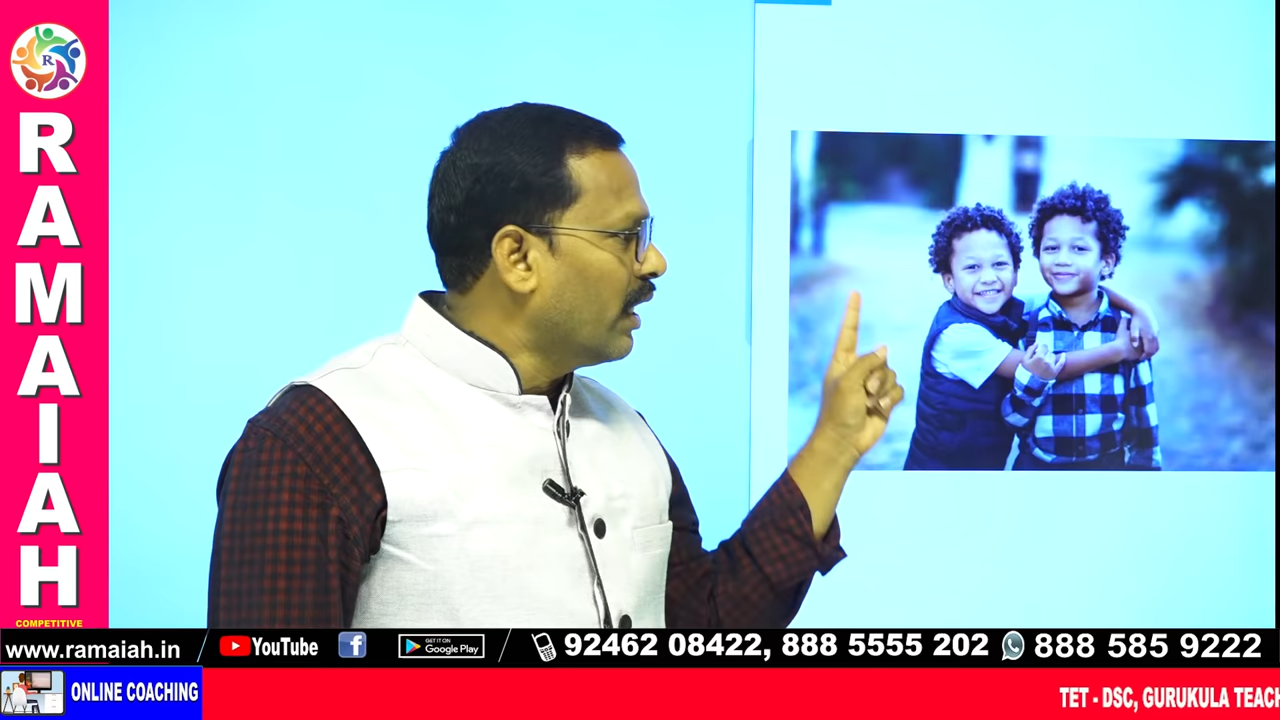 R
RAMAIAH
COMPETITIVE
www.ramaiah.in
YouTube
f
GET IT ON
Google Play
92462 08422, 888 5555 202
888 585 9222
ONLINE COACHING
TET - DSC, GURUKULA TEACH